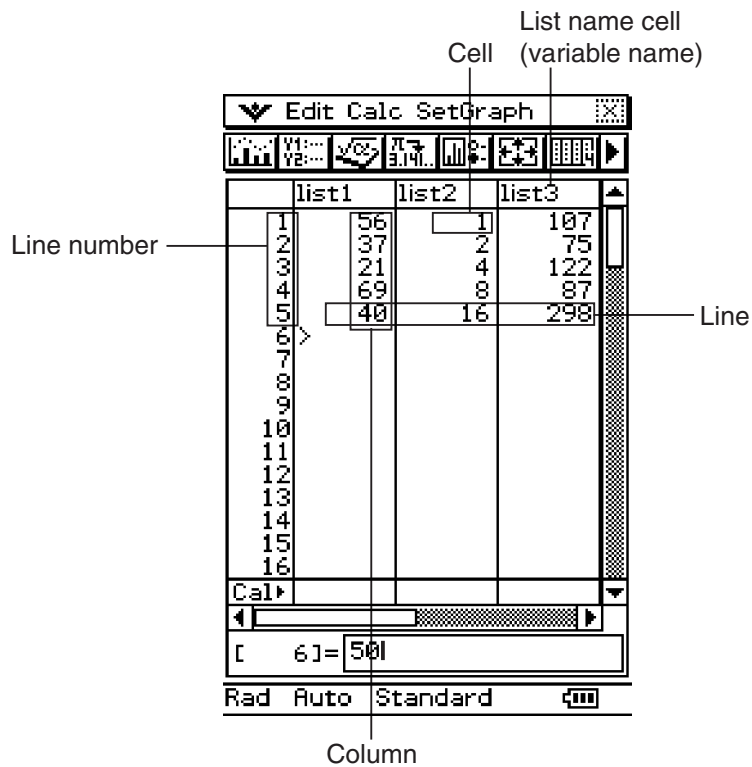 List name cell
Cell (variable name)
Edit Calc SetGraph
list1 list2 list3
1 56 1 107
Line number 2 37 2 75
3 21 4 122
4 69 8 87
5 40 16 298 Line
6
7
8
9
10
11
12
13
14
15
16
Cal
[ 6]= 50
Rad Auto Standard
Column